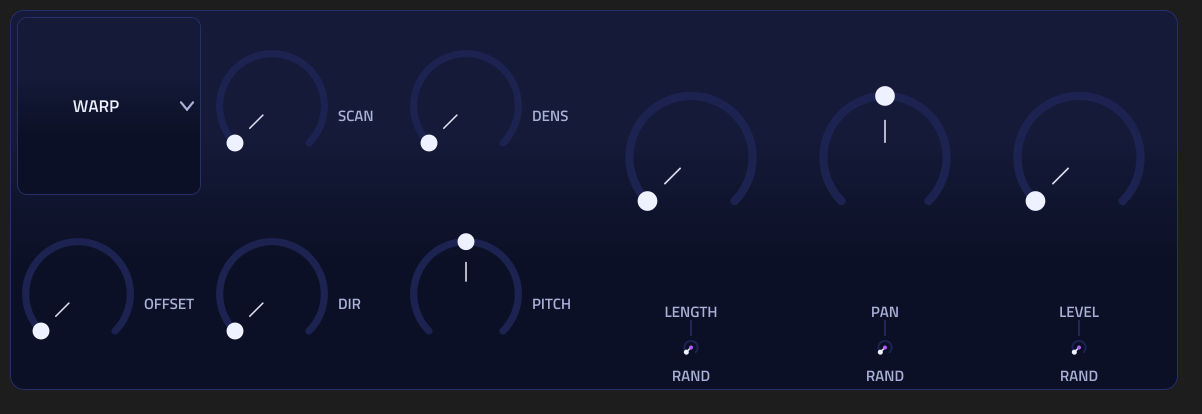 WARP
SCAN
DENS
OFFSET
DIR
PITCH
LENGTH
PAN
LEVEL
RAND
RAND
RAND